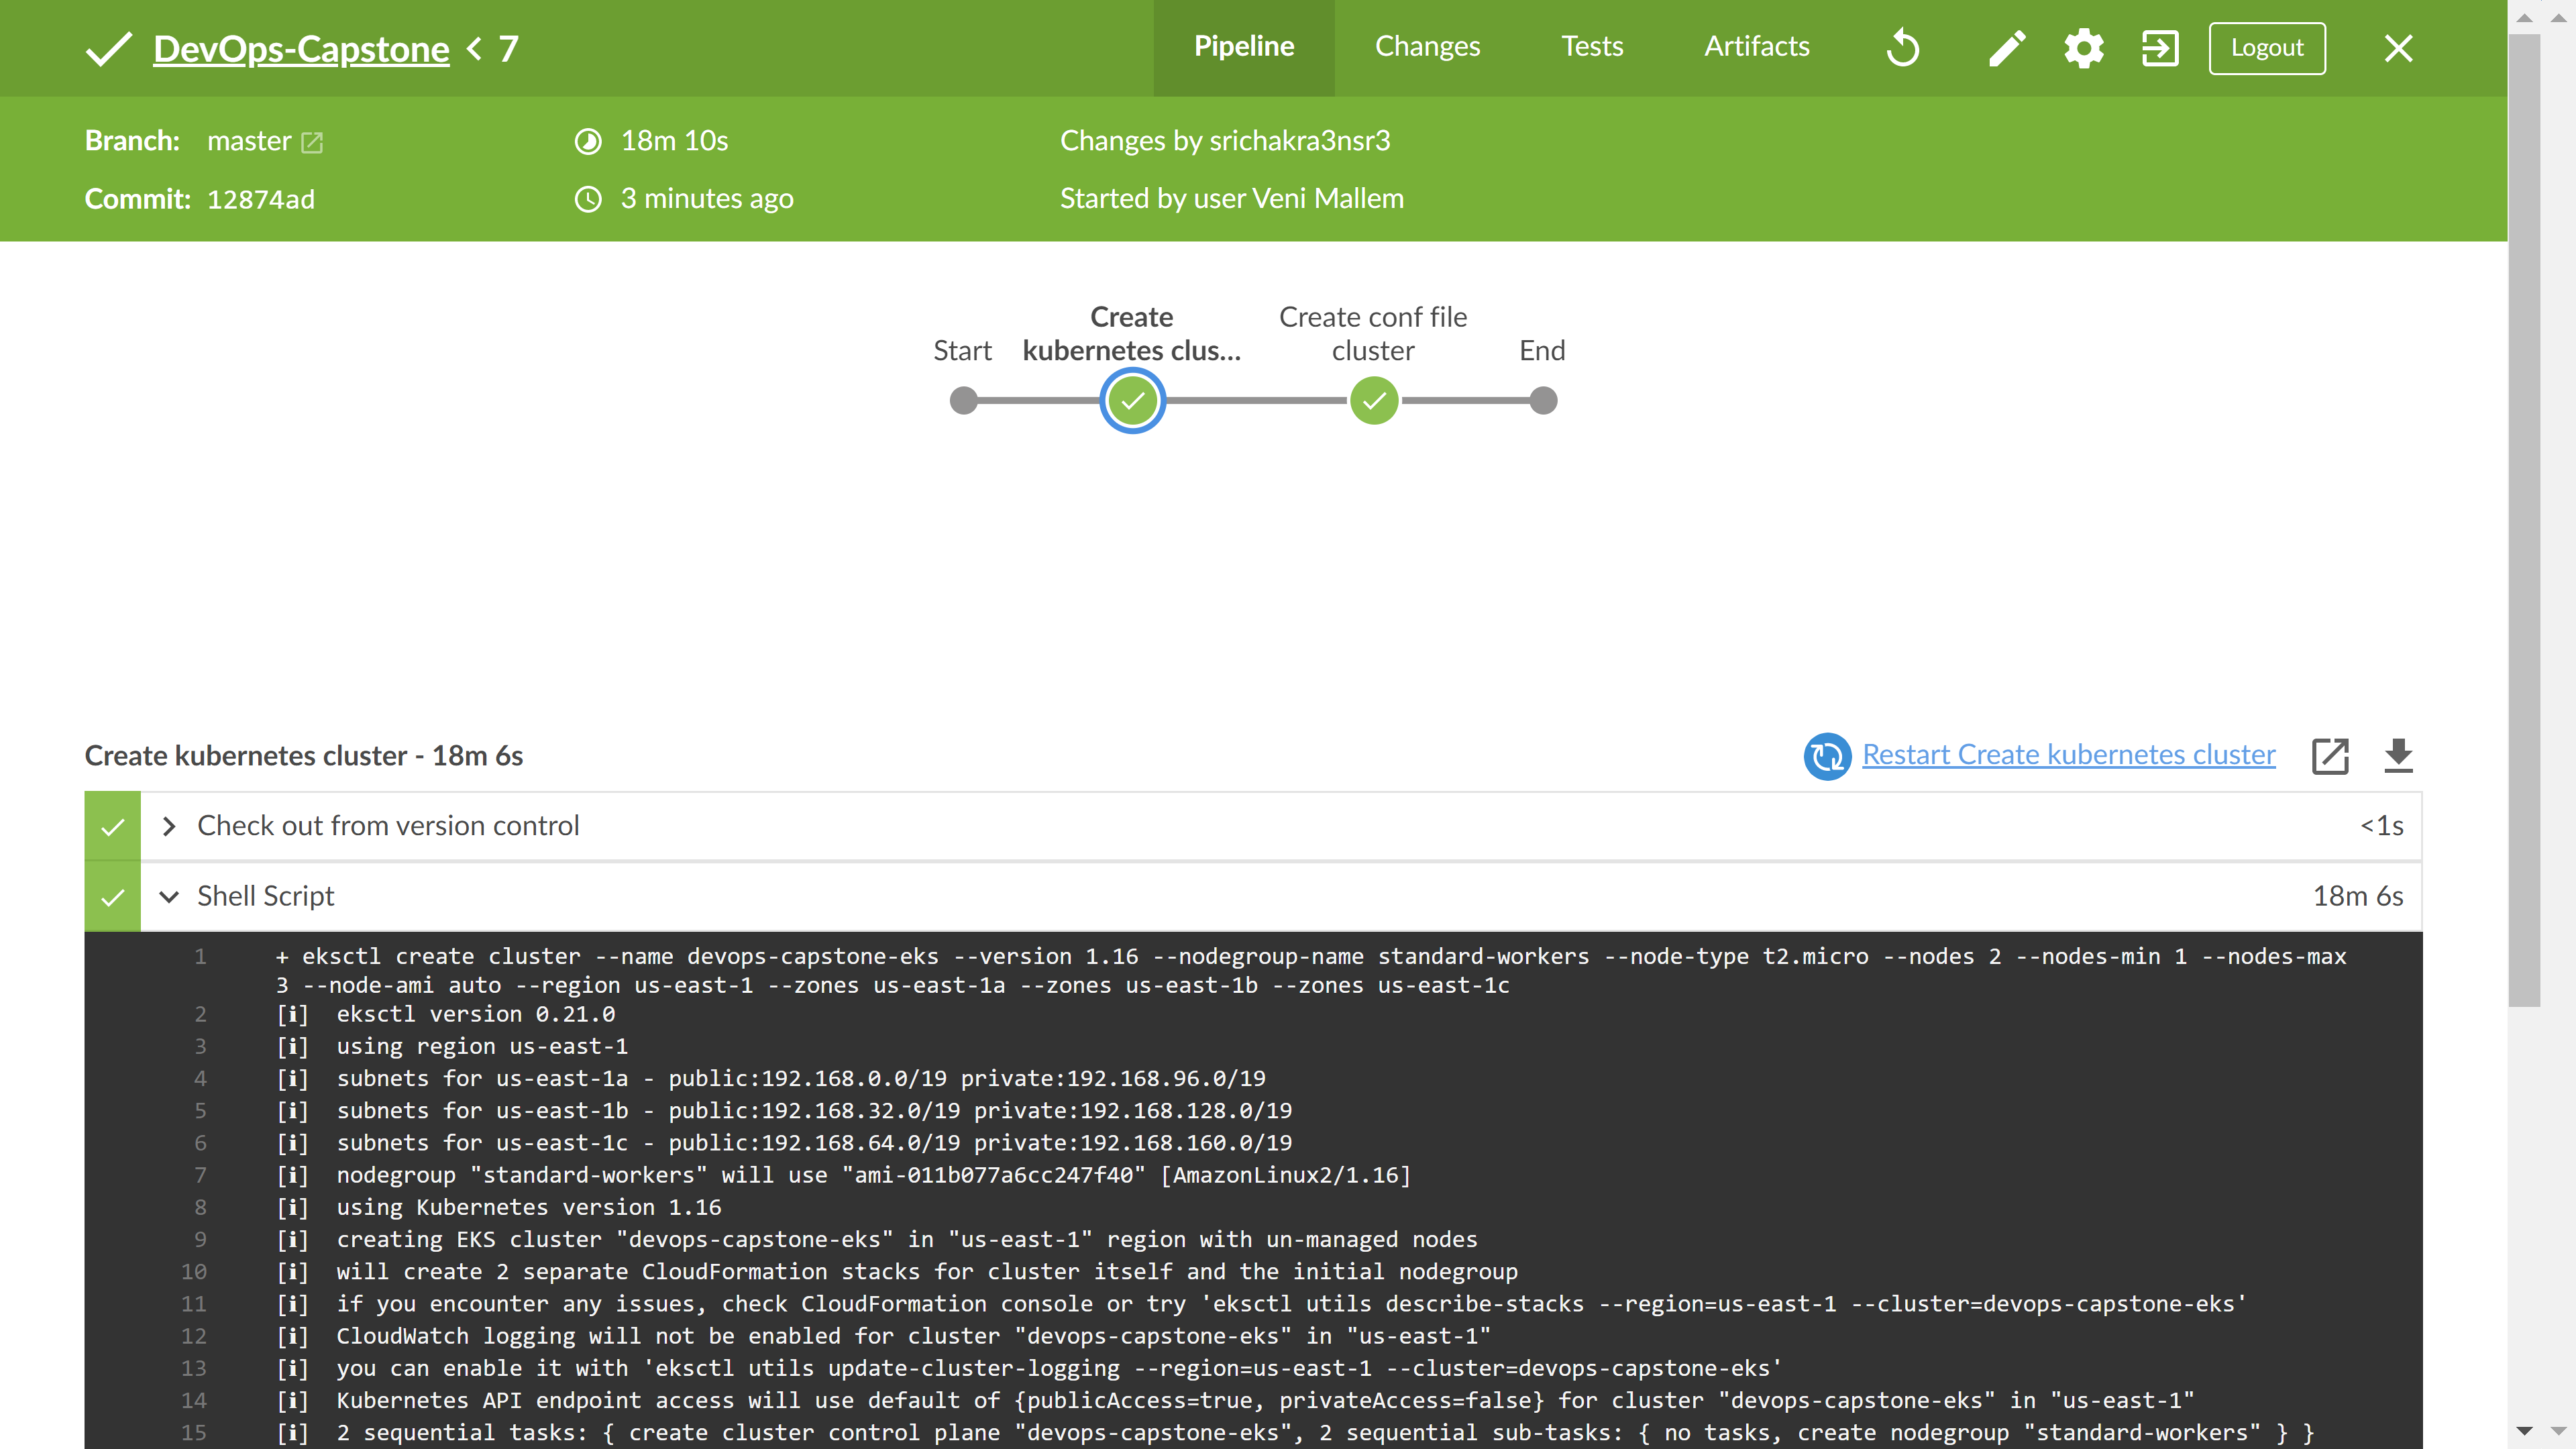 DevOps-Capstone < 7
Pipeline
Changes
Tests
Artifacts
Logout
Branch: master
18m 10s
Changes by srichakra3nsr3
Commit: 12874ad
3 minutes ago
Started by user Veni Mallem
Start
Create
kubernetes clus...
Create conf file
cluster
End
Create kubernetes cluster - 18m 6s
Restart Create kubernetes cluster
Check out from version control
<1s
Shell Script
18m 6s
1 + eksctl create cluster --name devops-capstone-eks --version 1.16 --nodegroup-name standard-workers --node-type t2.micro --nodes 2 --nodes-min 1 --nodes-max
3 --node-ami auto --region us-east-1 --zones us-east-1a --zones us-east-1b --zones us-east-1c
2 [i] eksctl version 0.21.0
3 [i] using region us-east-1
4 [i] subnets for us-east-1a - public:192.168.0.0/19 private:192.168.96.0/19
5 [i] subnets for us-east-1b - public:192.168.32.0/19 private:192.168.128.0/19
6 [i] subnets for us-east-1c - public:192.168.64.0/19 private:192.168.160.0/19
7 [i] nodegroup "standard-workers" will use "ami-011b077a6cc247f40" [AmazonLinux2/1.16]
8 [i] using Kubernetes version 1.16
9 [i] creating EKS cluster "devops-capstone-eks" in "us-east-1" region with un-managed nodes
10 [i] will create 2 separate CloudFormation stacks for cluster itself and the initial nodegroup
11 [i] if you encounter any issues, check CloudFormation console or try 'eksctl utils describe-stacks --region=us-east-1 --cluster=devops-capstone-eks'
12 [i] CloudWatch logging will not be enabled for cluster "devops-capstone-eks" in "us-east-1"
13 [i] you can enable it with 'eksctl utils update-cluster-logging --region=us-east-1 --cluster=devops-capstone-eks'
14 [i] Kubernetes API endpoint access will use default of {publicAccess=true, privateAccess=false} for cluster "devops-capstone-eks" in "us-east-1"
15 [i] 2 sequential tasks: { create cluster control plane "devops-capstone-eks", 2 sequential sub-tasks: { no tasks, create nodegroup "standard-workers" } }